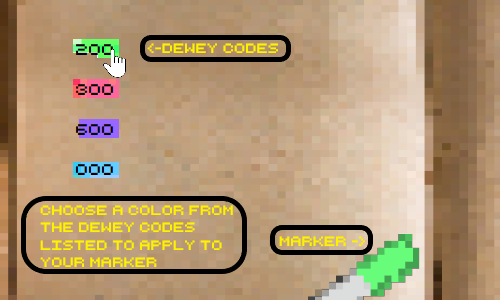 200
<-DEWEY CODES
300
600
000
CHOOSE A COLOR FROM
THE DEWEY CODES
LISTED TO APPLY TO
YOUR MARKER
MARKER ->